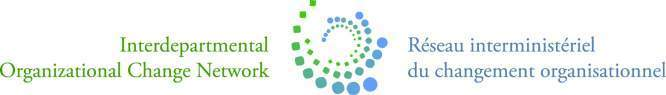 Interdepartmental
Organizational Change Network
Réseau interministériel
du changement organisationnel